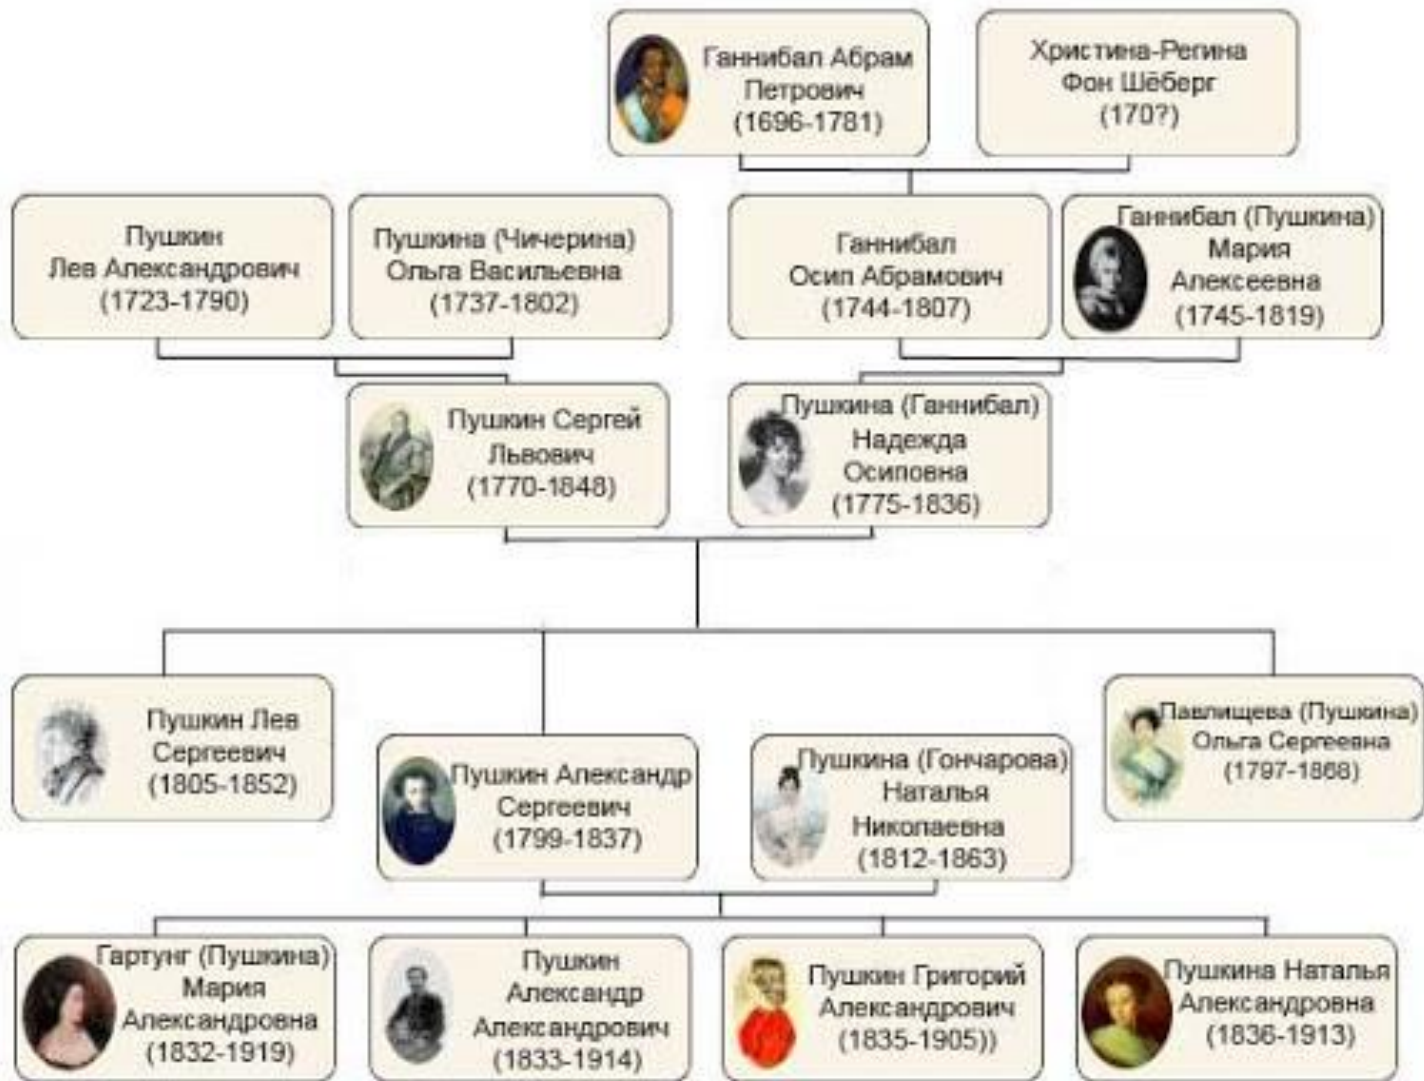 Ганнибал Абрам
Петрович
(1696-1781)
Христина-Регина
Фон Шёберг
(170?)
Пушкин
Лев Александрович
(1723-1790)
Пушкина (Чичерина)
Ольга Васильевна
(1737-1802)
Ганнибал
Осип Абрамович
(1744-1807)
Ганнибал (Пушкина)
Мария
Алексеевна
(1745-1819)
Пушкин Сергей
Львович
(1770-1848)
Пушкина (Ганнибал)
Надежда
Осиповна
(1775-1836)
Пушкин Лев
Сергеевич
(1805-1852)
Пушкин Александр
Сергеевич
(1799-1837)
Пушкина (Гончарова)
Наталья
Николаевна
(1812-1863)
Павлищева (Пушкина)
Ольга Сергеевна
(1797-1868)
Гартунг (Пушкина)
Мария
Александровна
(1832-1919)
Пушкин
Александр
Александрович
(1833-1914)
Пушкин Григорий
Александрович
(1835-1905))
Пушкина Наталья
Александровна
(1836-1913)